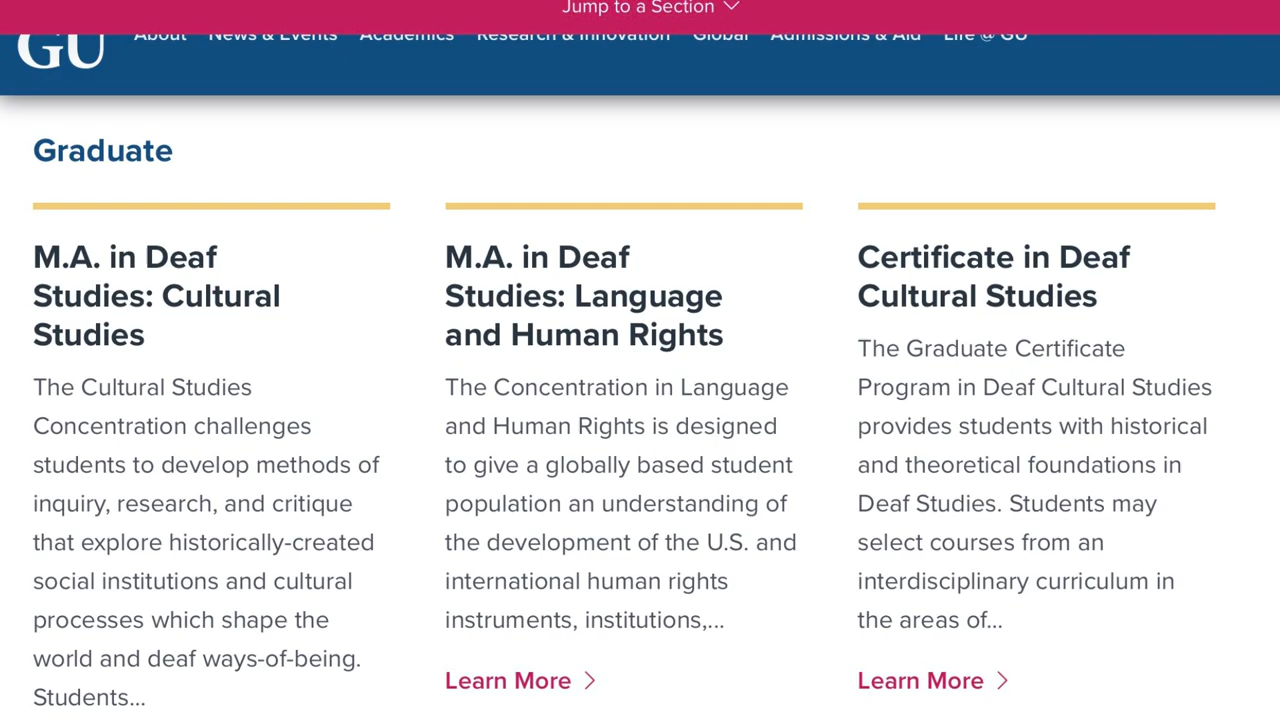 Jump to a Section
GU About News & Events Academics Research & Innovation Global Admissions & Aid Life @ GU
Graduate
M.A. in Deaf
Studies: Cultural
Studies
The Cultural Studies
Concentration challenges
students to develop methods of
inquiry, research, and critique
that explore historically-created
social institutions and cultural
processes which shape the
world and deaf ways-of-being.
Students...
M.A. in Deaf
Studies: Language
and Human Rights
The Concentration in Language
and Human Rights is designed
to give a globally based student
population an understanding of
the development of the U.S. and
international human rights
instruments, institutions,...
Learn More
Certificate in Deaf
Cultural Studies
The Graduate Certificate
Program in Deaf Cultural Studies
provides students with historical
and theoretical foundations in
Deaf Studies. Students may
select courses from an
interdisciplinary curriculum in
the areas of...
Learn More